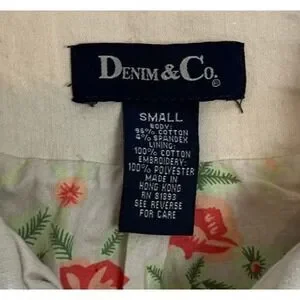 DENIM & CO.®
SMALL
BODY:
96% COTTON
4% SPANDEX
LINING:
100% COTTON
EMBROIDERY:
100% POLYESTER
MADE IN
HONG KONG
RN 81893
SEE REVERSE
FOR CARE